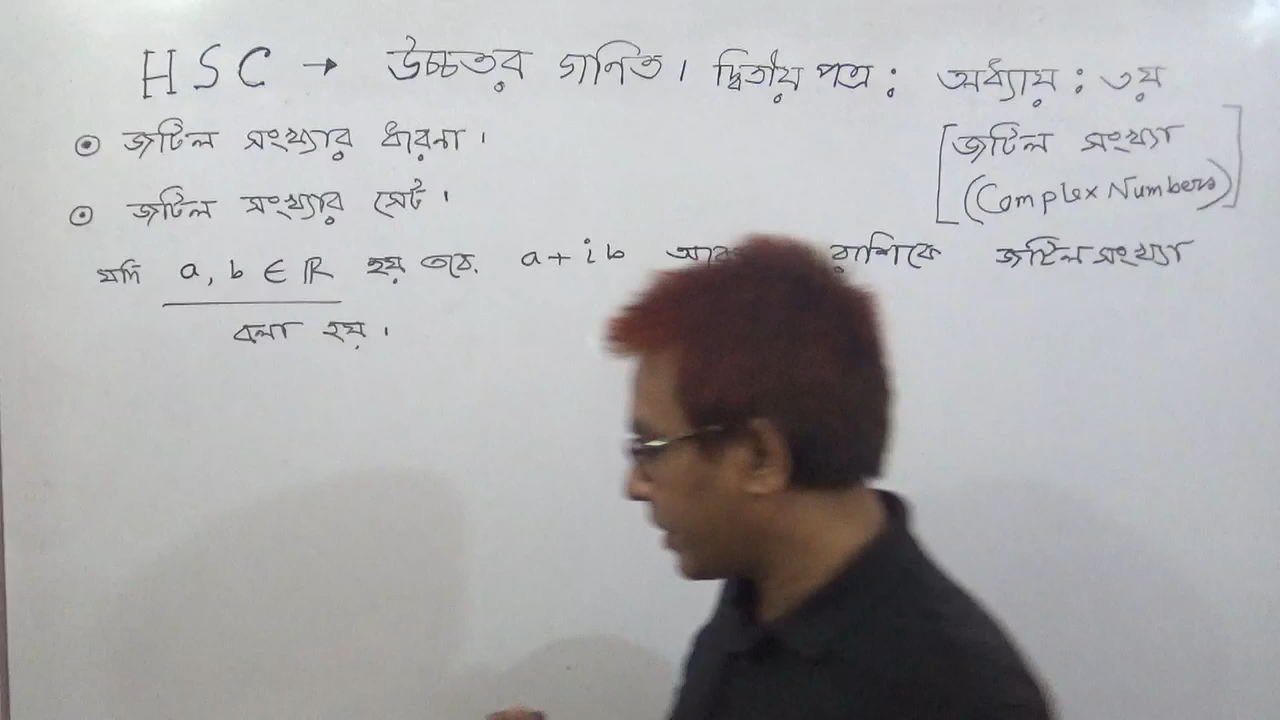 HSC → উচ্চতর গণিত। দ্বিতীয় পত্র : অধ্যায় : ৩য়
[জটিল সংখ্যা
(Complex Numbers)]
⊙ জটিল সংখ্যার ধারনা।
⊙ জটিল সংখ্যার সেট।
যদি a, b ∈ ℝ হয় তবে, a + ib রাশিকে জটিল সংখ্যা
বলা হয়।